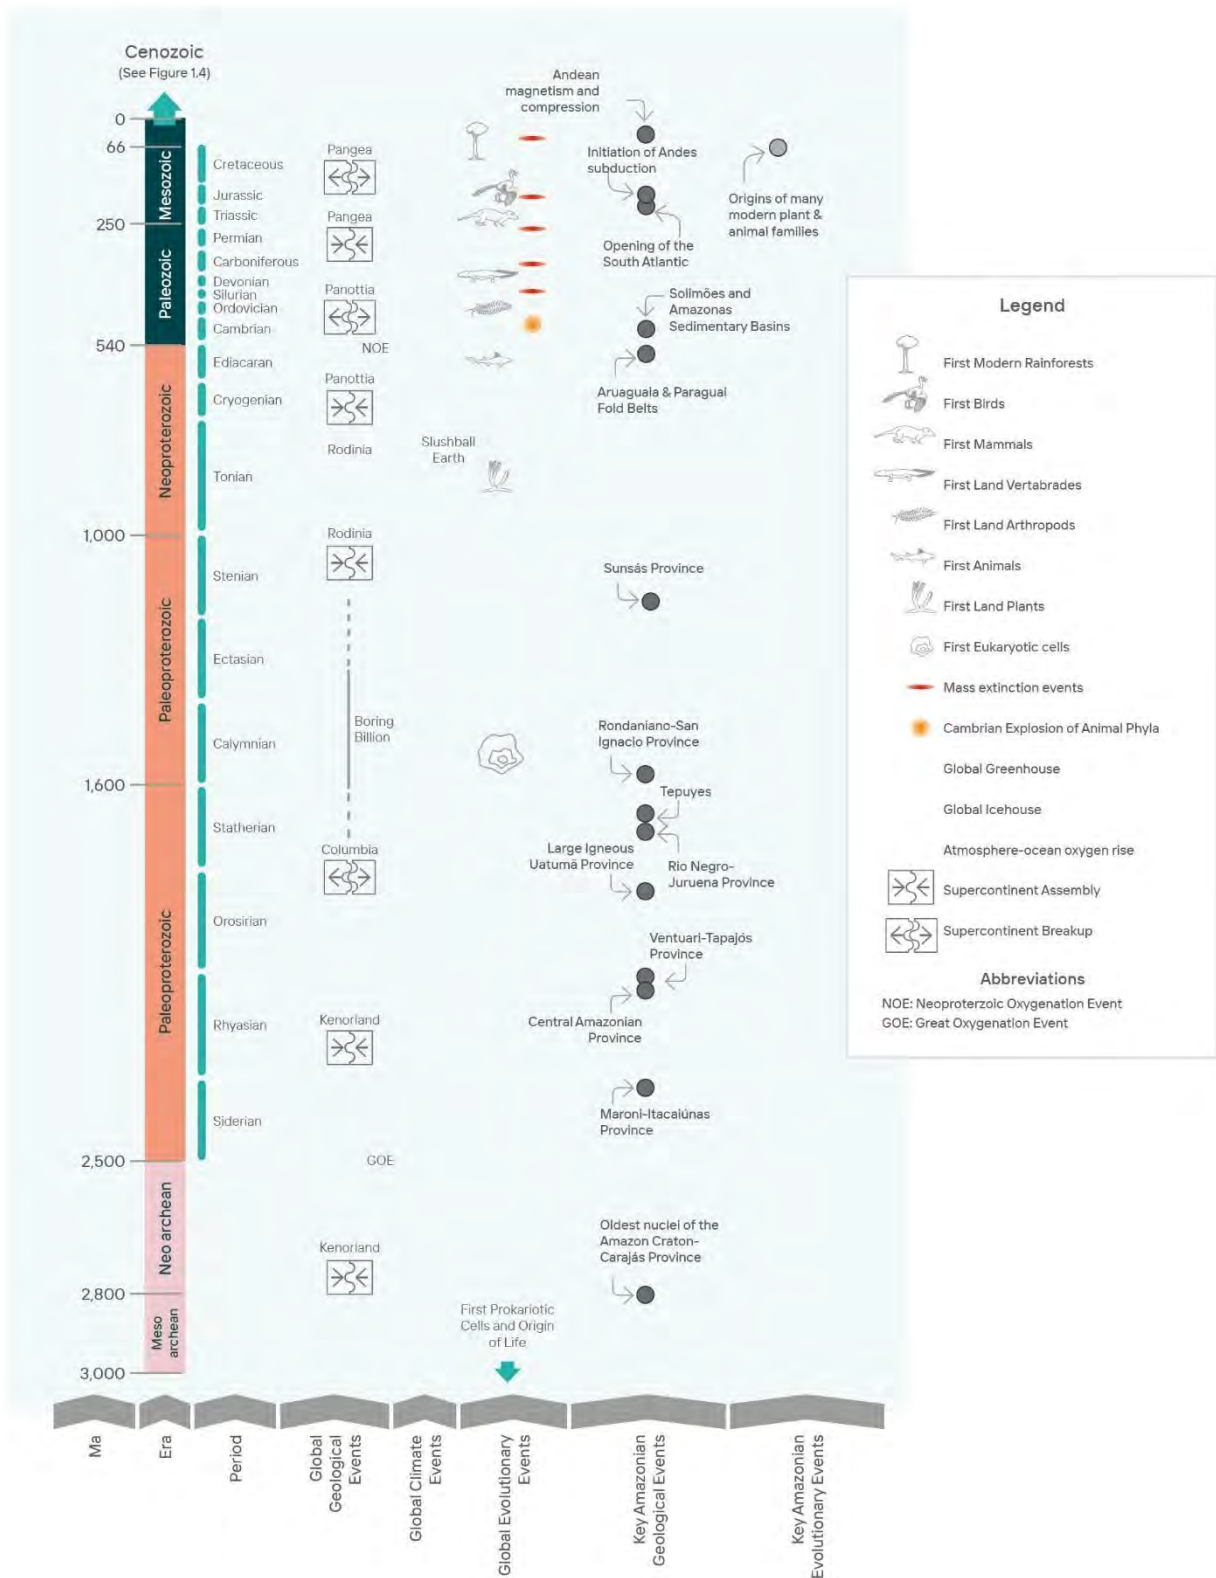 Cenozoic
(See Figure 1.4)
0
66
250
540
1,000
1,600
2,500
2,800
3,000
Mesozoic
Paleozoic
Neoproterozoic
Paleoproterozoic
Paleoproterozoic
Neo archean
Meso
archean
Cretaceous
Jurassic
Triassic
Permian
Carboniferous
Devonian
Silurian
Ordovician
Cambrian
Ediacaran
Cryogenian
Tonian
Stenian
Ectasian
Calymnian
Statherian
Orosirian
Rhyasian
Siderian
Pangea
Pangea
Panottia
NOE
Panottia
Rodinia
Rodinia
Boring
Billion
Columbia
Kenorland
GOE
Kenorland
Slushball
Earth
First Prokariotic
Cells and Origin
of Life
Andean
magnetism and
compression
Initiation of Andes
subduction
Opening of the
South Atlantic
Solimões and
Amazonas
Sedimentary Basins
Aruaguala & Paraguai
Fold Belts
Sunsás Province
Rondaniano-San
Ignacio Province
Tepuyes
Large Igneous
Uatumã Province
Rio Negro-
Juruena Province
Ventuari-Tapajós
Province
Central Amazonian
Province
Maroni-Itacaiúnas
Province
Oldest nuclei of the
Amazon Craton-
Carajás Province
Origins of many
modern plant &
animal families
Legend
First Modern Rainforests
First Birds
First Mammals
First Land Vertabrades
First Land Arthropods
First Animals
First Land Plants
First Eukaryotic cells
Mass extinction events
Cambrian Explosion of Animal Phyla
Global Greenhouse
Global Icehouse
Atmosphere-ocean oxygen rise
Supercontinent Assembly
Supercontinent Breakup
Abbreviations
NOE: Neoproterzoic Oxygenation Event
GOE: Great Oxygenation Event
Ma
Era
Period
Global
Geological
Events
Global Climate
Events
Global Evolutionary
Events
Key Amazonian
Geological Events
Key Amazonian
Evolutionary Events